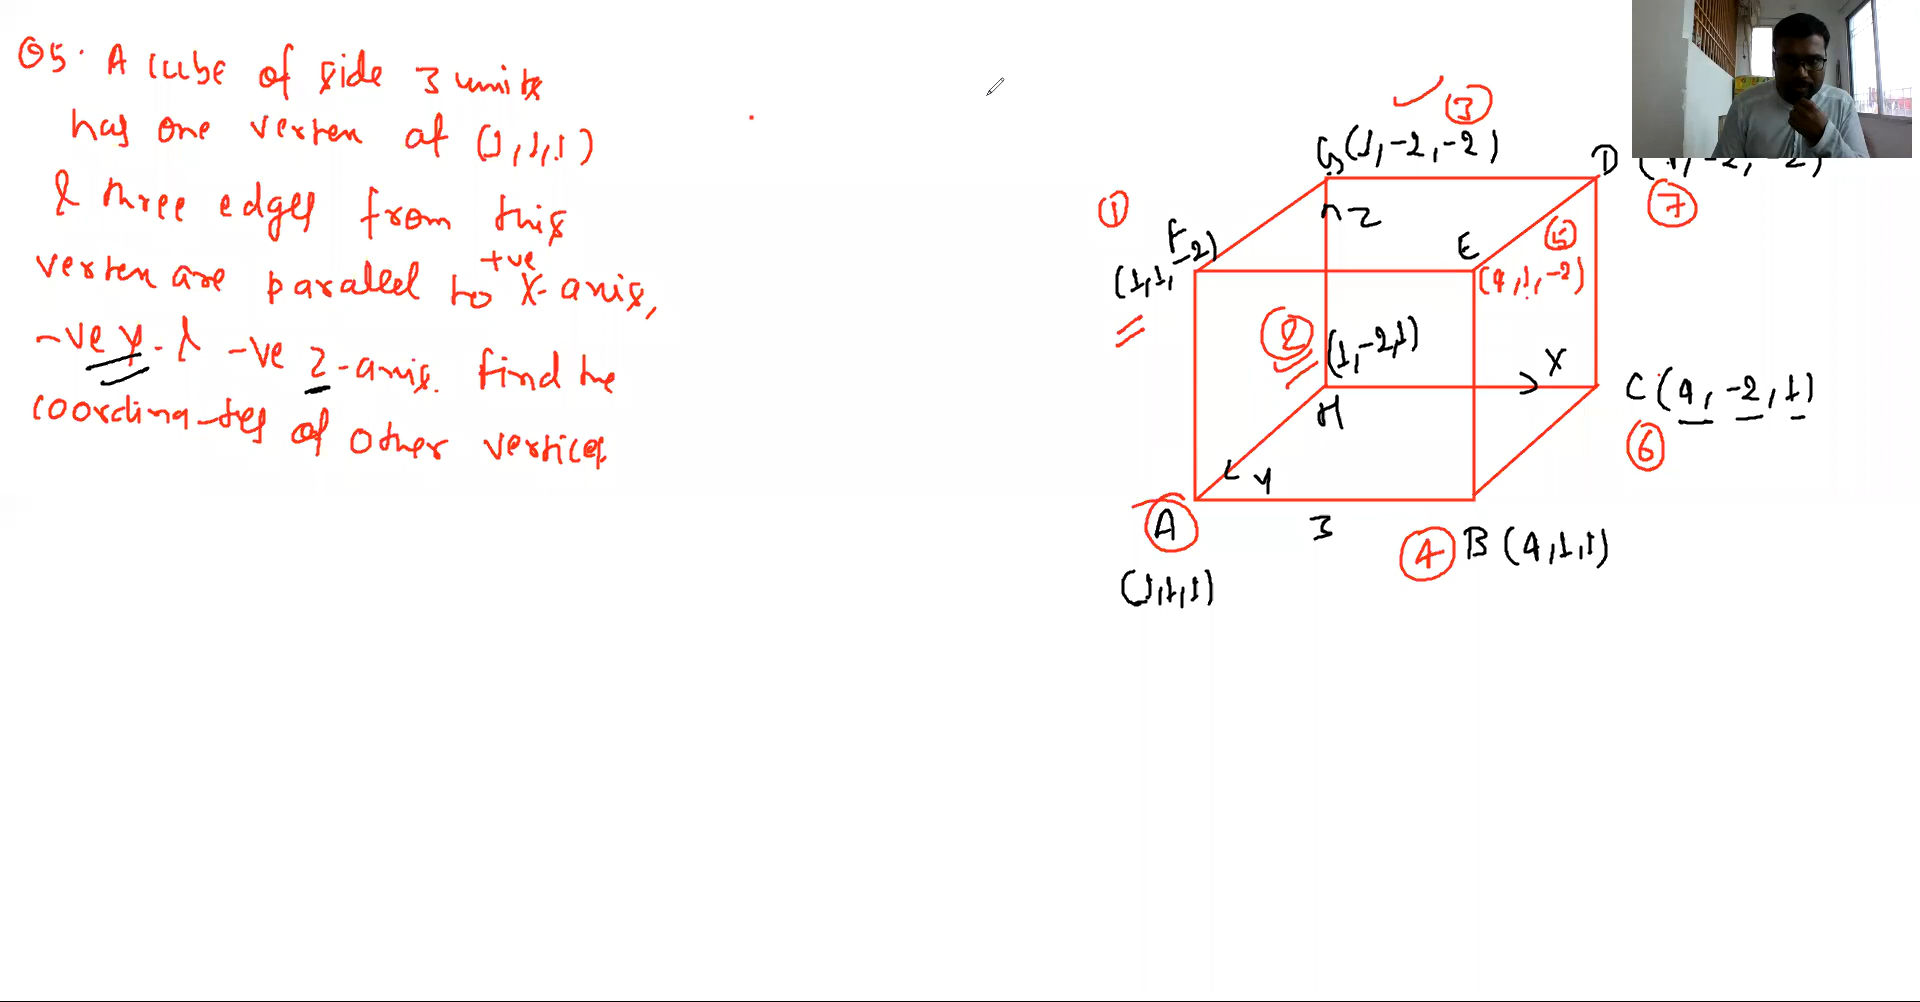 Q5. A cube of side 3 units
has one vertex at (1,1,1)
& three edges from this
vertex are parallel to +ve X-axis,
-ve y- & -ve z-axis. find the
coordina-tes of other vertices
③
G (1,-2,-2)
D
⑦
①
F
(1,1,-2)
Z
E
⑤
(4,1,-2)
②
(1,-2,1)
X
H
C (4, -2, 1)
⑥
Y
A
(1,1,1)
3
④ B (4,1,1)